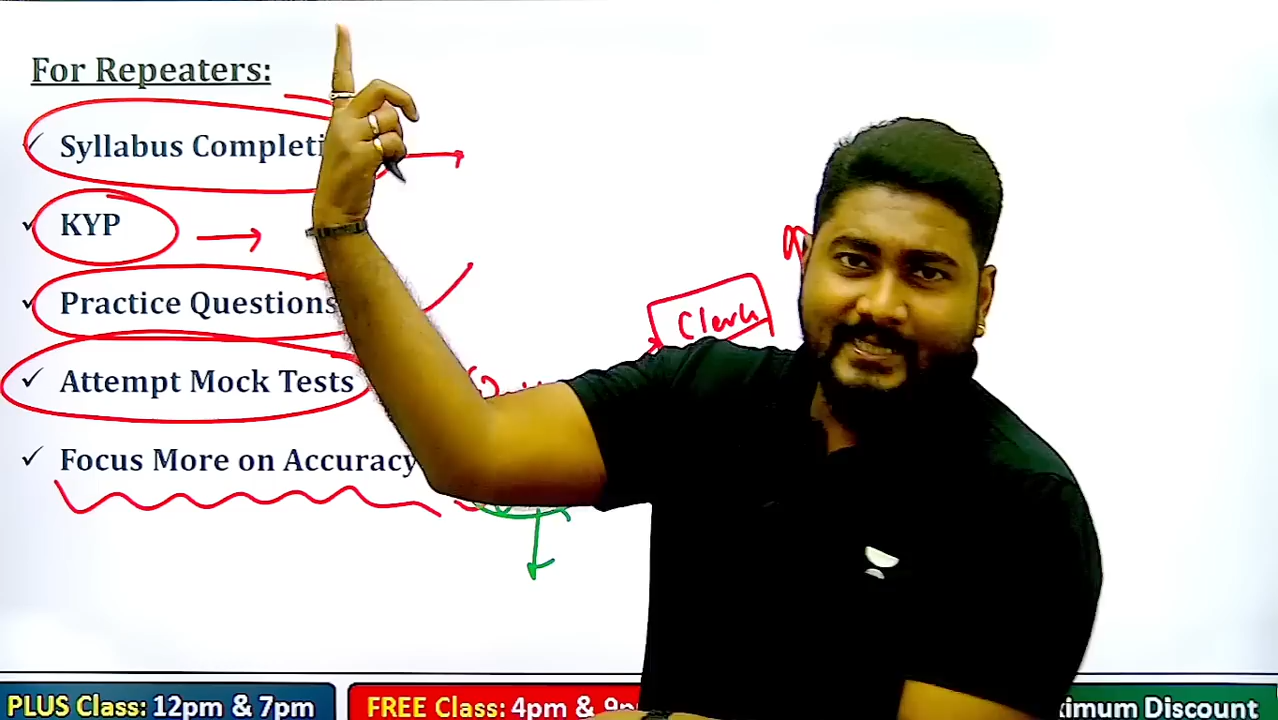 For Repeaters:
Syllabus Completi
KYP
Practice Questions
Clerk
Attempt Mock Tests
Focus More on Accuracy
PLUS Class: 12pm & 7pm
FREE Class: 4pm & 9p
ximum Discount